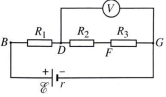 V
B R₁ D R₂ F R₃ G
+ −
ℰ r